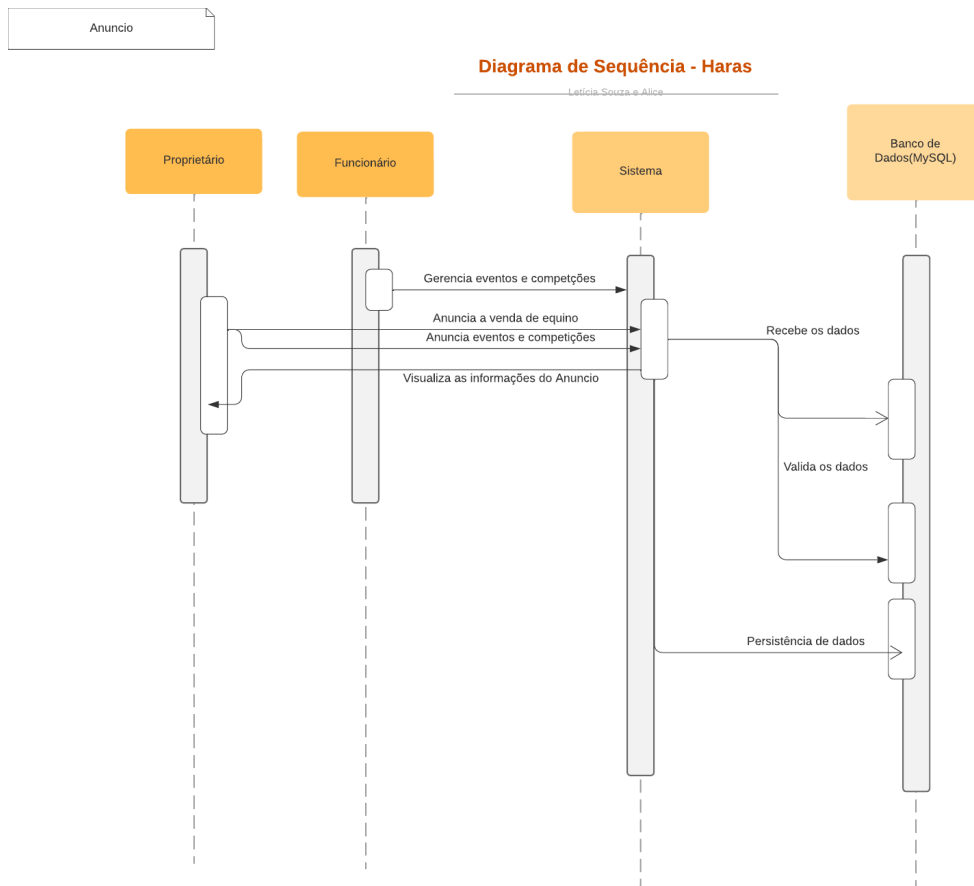 Anuncio
Diagrama de Sequência - Haras
Letícia Souza e Alice
Proprietário
Funcionário
Sistema
Banco de
Dados(MySQL)
Gerencia eventos e competções
Anuncia a venda de equino
Anuncia eventos e competições
Visualiza as informações do Anuncio
Recebe os dados
Valida os dados
Persistência de dados